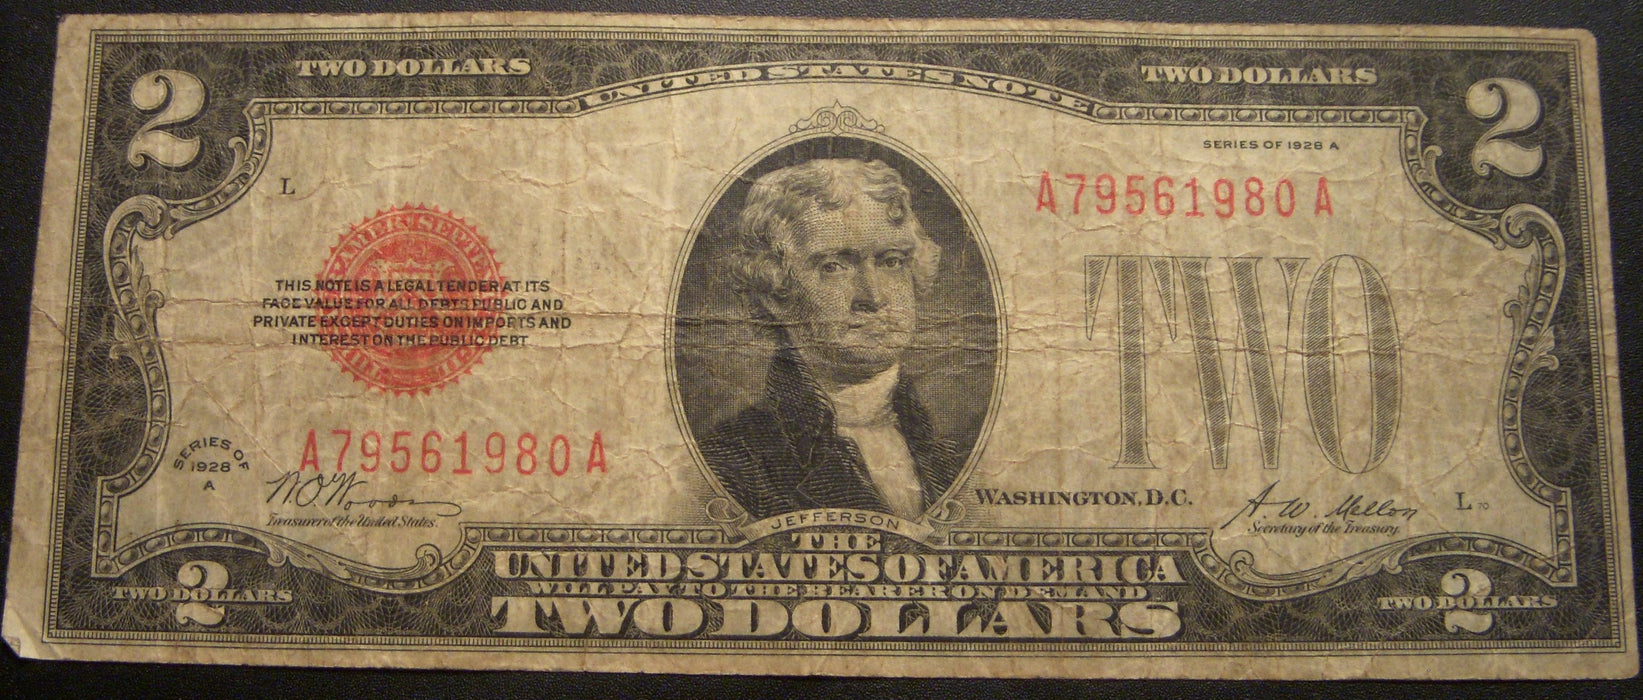 2
TWO DOLLARS
UNITED STATES NOTE
TWO DOLLARS
2
SERIES OF 1928 A
L
A79561980A
THIS NOTE IS A LEGAL TENDER AT ITS
FACE VALUE FOR ALL DEBTS PUBLIC AND
PRIVATE EXCEPT DUTIES ON IMPORTS AND
INTEREST ON THE PUBLIC DEBT
TWO
A79561980A
SERIES OF
1928
A
W.O.Woods
Treasurer of the United States.
WASHINGTON, D.C.
A. W. Mellon
Secretary of the Treasury.
L 70
JEFFERSON
THE
UNITED STATES OF AMERICA
WILL PAY TO THE BEARER ON DEMAND
TWO DOLLARS
2
TWO DOLLARS
2
TWO DOLLARS